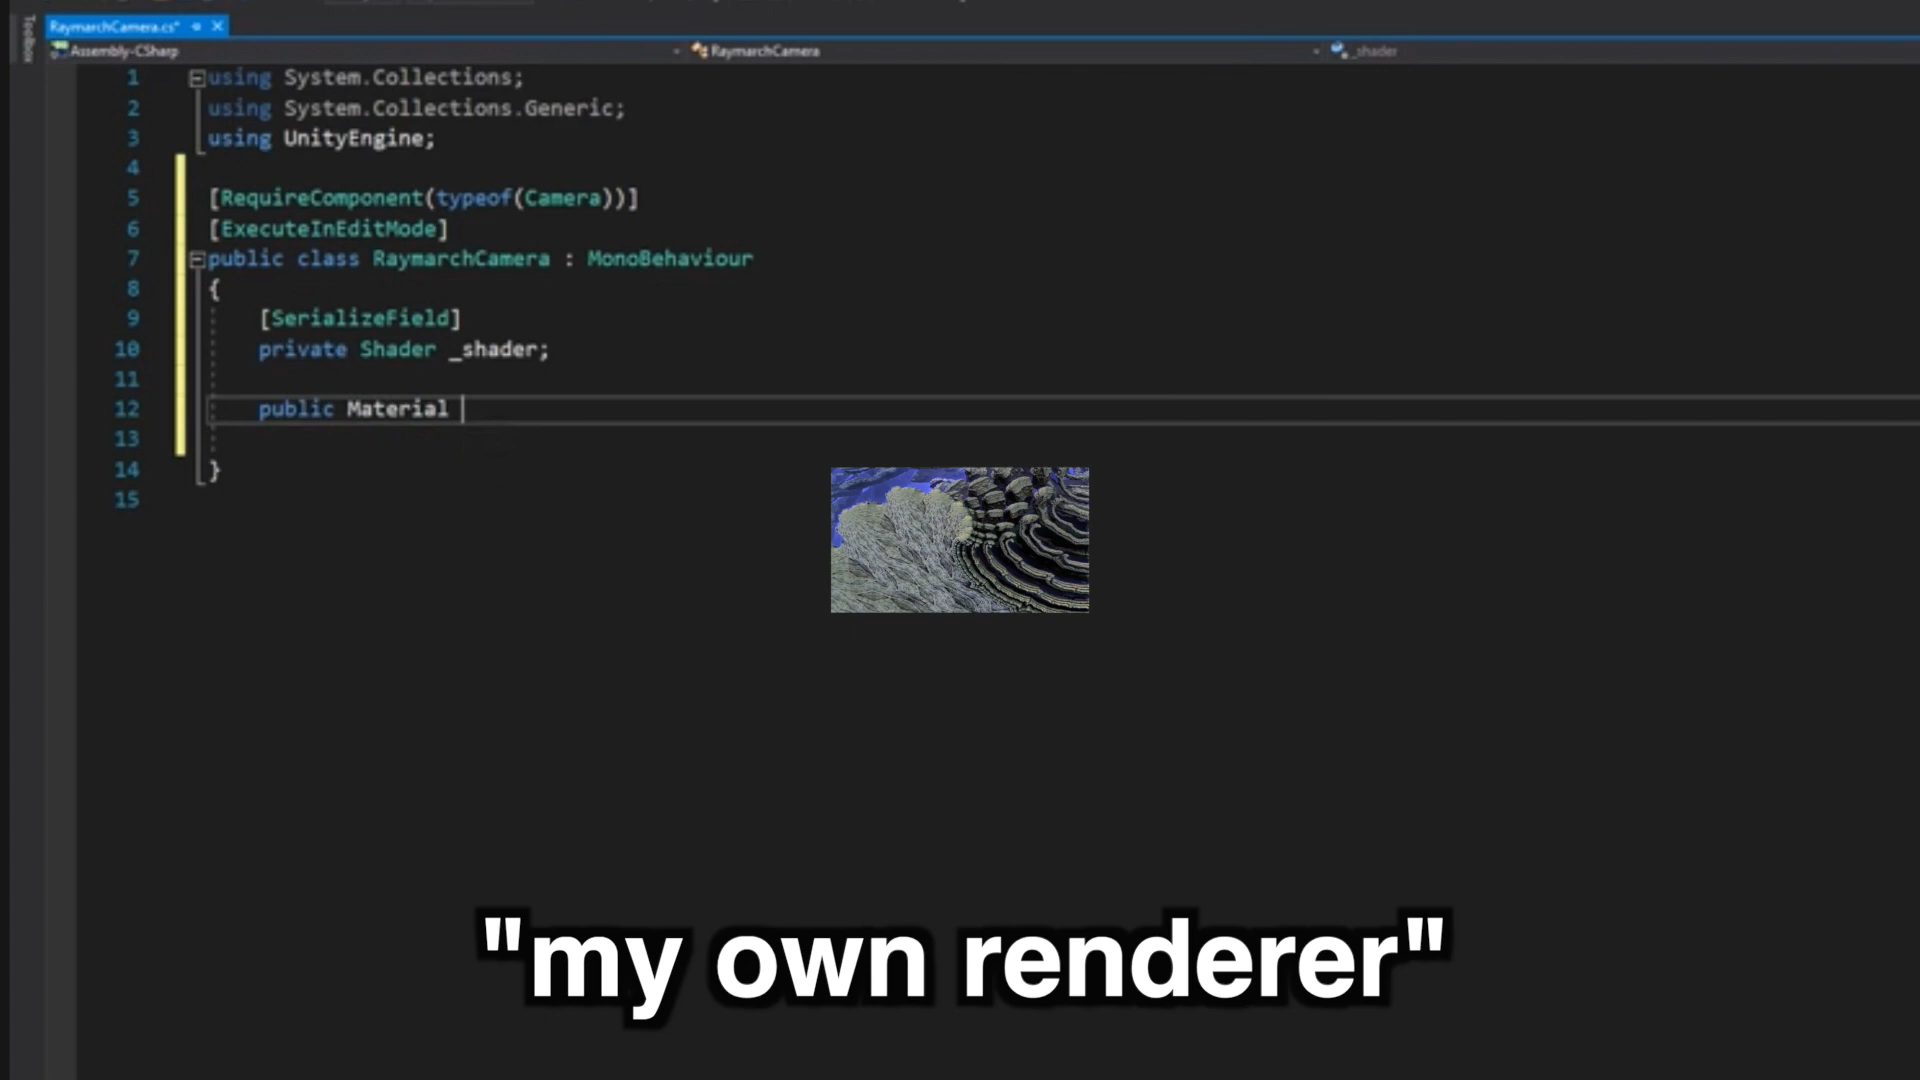 Toolbox
RaymarchCamera.cs*
Assembly-CSharp
RaymarchCamera
_shader
1 using System.Collections;
2 using System.Collections.Generic;
3 using UnityEngine;
4
5 [RequireComponent(typeof(Camera))]
6 [ExecuteInEditMode]
7 public class RaymarchCamera : MonoBehaviour
8 {
9 [SerializeField]
10 private Shader _shader;
11
12 public Material
13
14 }
15
"my own renderer"